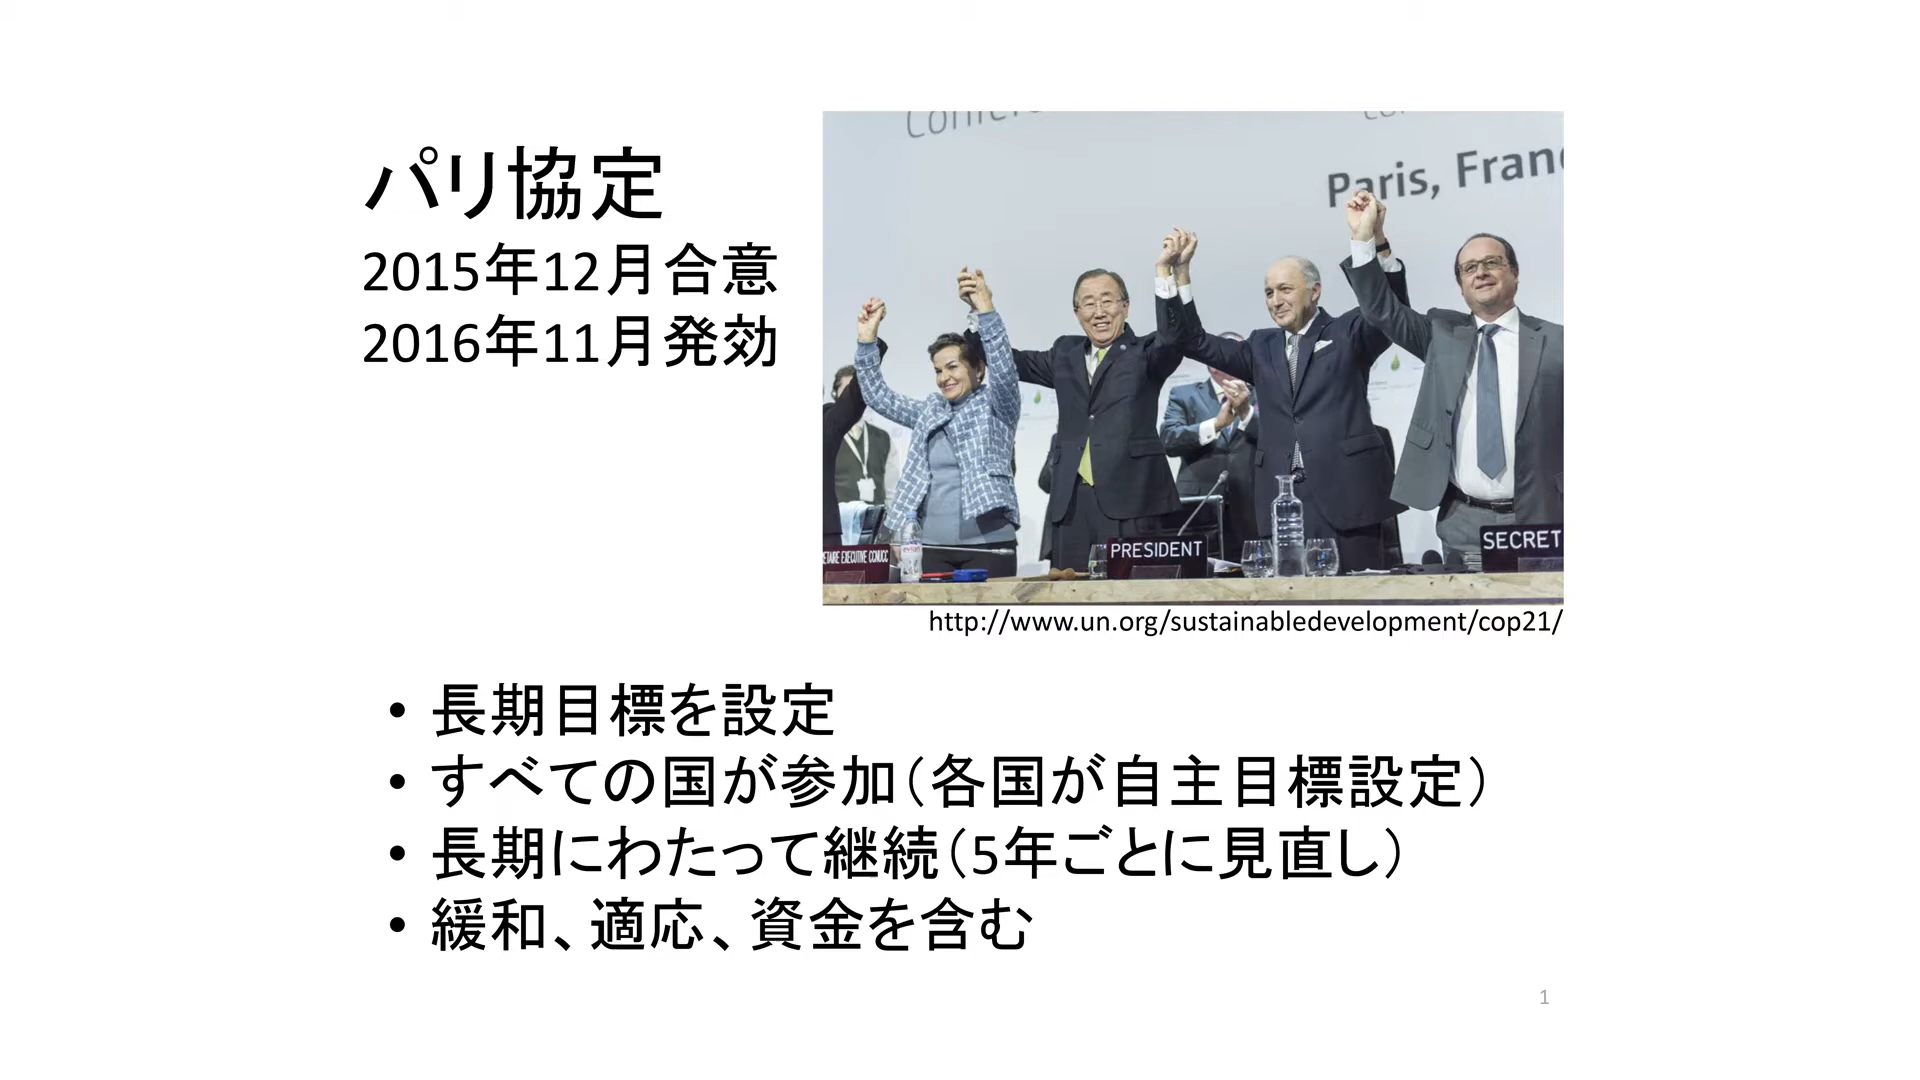 パリ協定
2015年12月合意
2016年11月発効
Paris,
PRESIDENT
SECRET
http://www.un.org/sustainabledevelopment/cop21/
• 長期目標を設定
• すべての国が参加（各国が自主目標設定）
• 長期にわたって継続（5年ごとに見直し）
• 緩和、適応、資金を含む
1